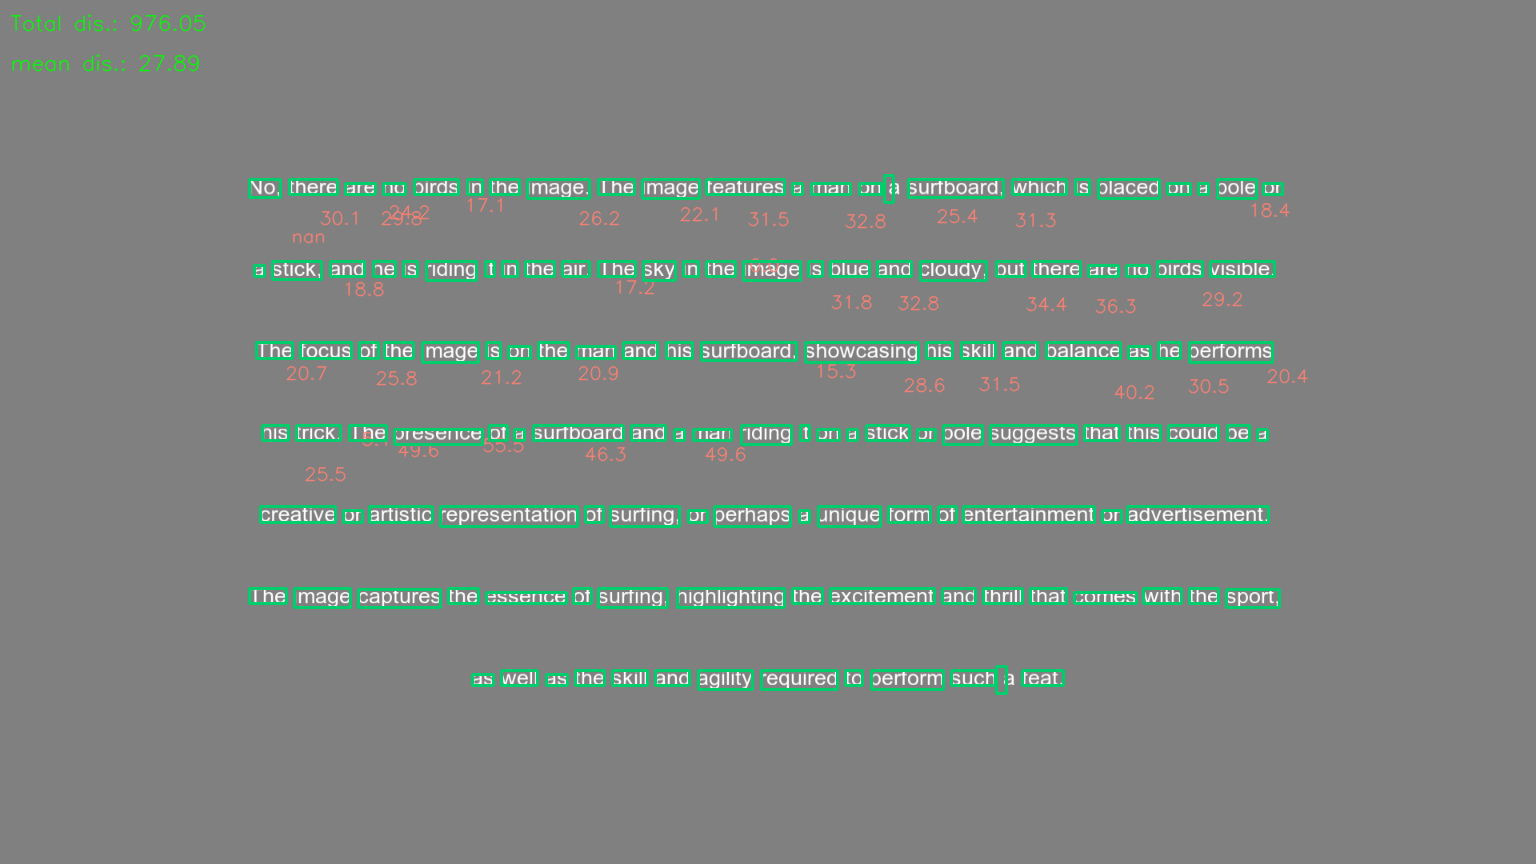 Total dis.: 976.05
mean dis.: 27.89
No, there are no birds in the image. The image features a man on a surfboard, which is placed on a pole or
30.1 29.8 24.2 17.1 26.2 22.1 31.5 32.8 25.4 31.3 18.4
nan
a stick, and he is riding it in the air. The sky in the image is blue and cloudy, but there are no birds visible.
18.8 17.2 31.8 32.8 34.4 36.3 29.2
The focus of the image is on the man and his surfboard, showcasing his skill and balance as he performs
20.7 25.8 21.2 20.9 15.3 28.6 31.5 40.2 30.5 20.4
his trick. The presence of a surfboard and a man riding it on a stick or pole suggests that this could be a
49.6 55.5 46.3 49.6
25.5
creative or artistic representation of surfing, or perhaps a unique form of entertainment or advertisement.
The image captures the essence of surfing, highlighting the excitement and thrill that comes with the sport,
as well as the skill and agility required to perform such a feat.